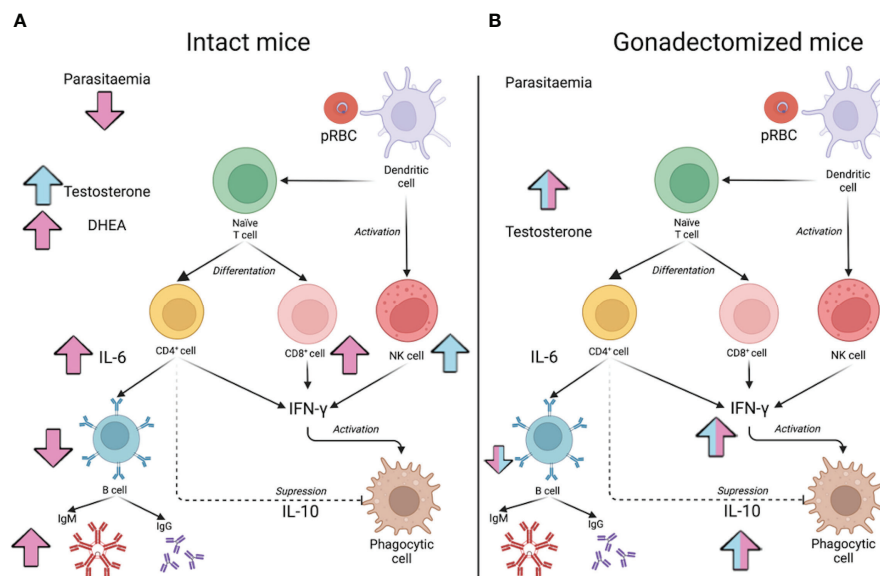 A
Intact mice
Parasitaemia
pRBC
Dendritic
cell
Testosterone
DHEA
Naïve
T cell
Activation
Differentation
IL-6
CD4+ cell
CD8+ cell
NK cell
IFN-γ
Activation
B cell
Supression
IL-10
IgM
IgG
Phagocytic
cell
B
Gonadectomized mice
Parasitaemia
pRBC
Dendritic
cell
Testosterone
Naïve
T cell
Activation
Differentation
IL-6
CD4+ cell
CD8+ cell
NK cell
IFN-γ
Activation
B cell
Supression
IL-10
IgM
IgG
Phagocytic
cell